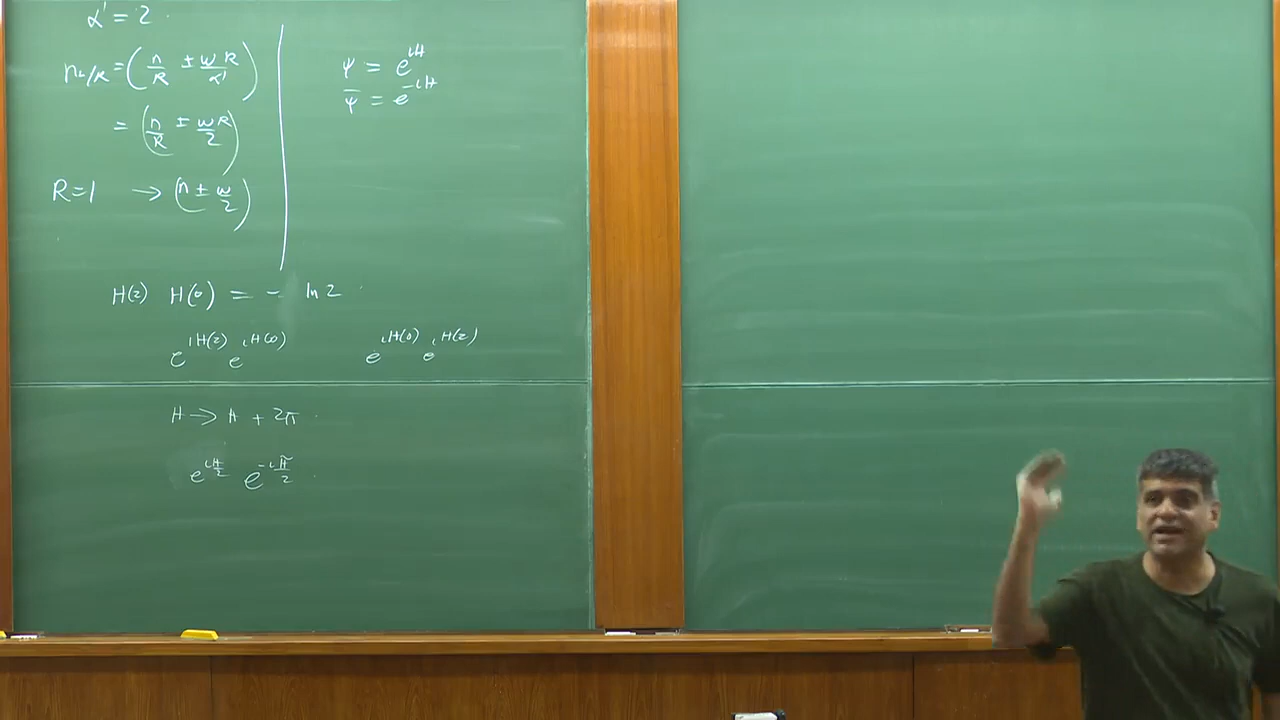 α' = 2
n_{L/R} = (n/R ± wR/α')
= (n/R ± wR/2)
R=1 → (n ± w/2)
ψ = e^{iH}
ψ̄ = e^{-iH}
H(z) H(0) = - ln z
e^{iH(z)} e^{iH(0)} e^{iH(0)} e^{iH(z)}
H → H + 2π
e^{iH/2} e^{-iH̃/2}